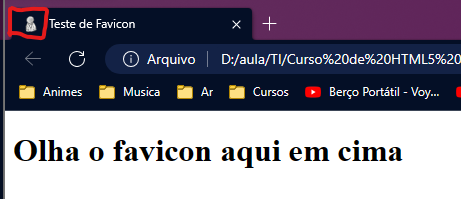 Teste de Favicon
Arquivo D:/aula/TI/Curso%20de%20HTML5%20
Animes Musica Ar Cursos Berço Portátil - Voy...
Olha o favicon aqui em cima